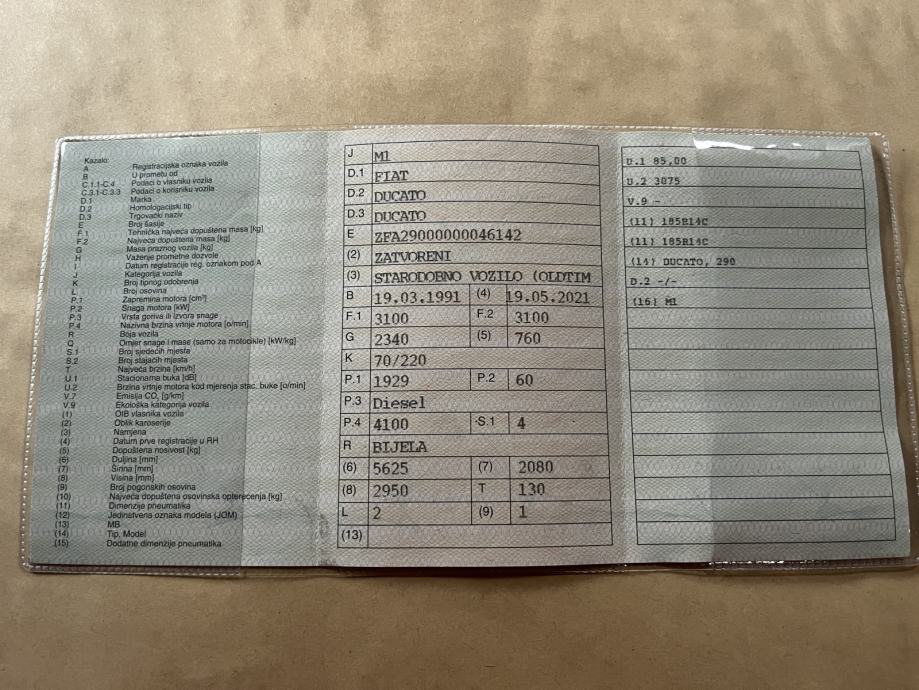 Kazalo:
A Registracijska oznaka vozila
B U prometu od
C.1.1-C.4 Podaci o vlasniku vozila
C.3.1-C.3.3 Podaci o korisniku vozila
D.1 Marka
D.2 Homologacijski tip
D.3 Trgovački naziv
E Broj šasije
F.1 Tehnička najveća dopuštena masa [kg]
F.2 Najveća dopuštena masa [kg]
G Masa praznog vozila [kg]
H Važenje prometne dozvole
I Datum registracije reg. oznakom pod A
J Kategorija vozila
K Broj tipnog odobrenja
L Broj osovina
P.1 Zapremina motora [cm³]
P.2 Snaga motora [kW]
P.3 Vrsta goriva ili izvora snage
P.4 Nazivna brzina vrtnje motora [o/min]
R Boja vozila
Q Omjer snage i mase (samo za motocikle) [kW/kg]
S.1 Broj sjedećih mjesta
S.2 Broj stajaćih mjesta
T Najveća brzina [km/h]
U.1 Stacionarna buka [dB]
U.2 Brzina vrtnje motora kod mjerenja stac. buke [o/min]
V.7 Emisija CO₂ [g/km]
V.9 Ekološka kategorija vozila
(1) OIB vlasnika vozila
(2) Oblik karoserije
(3) Namjena
(4) Datum prve registracije u RH
(5) Dopuštena nosivost [kg]
(6) Duljina [mm]
(7) Širina [mm]
(8) Visina [mm]
(9) Broj pogonskih osovina
(10) Najveća dopuštena osovinska opterećenja [kg]
(11) Dimenzije pneumatika
(12) Jedinstvena oznaka modela (JOM)
(13) MB
(14) Tip, Model
(15) Dodatne dimenzije pneumatika
J M1
D.1 FIAT
D.2 DUCATO
D.3 DUCATO
E ZFA29000000046142
(2) ZATVORENI
(3) STARODOBNO VOZILO (OLDTIM
B 19.03.1991 (4) 19.05.2021
F.1 3100 F.2 3100
G 2340 (5) 760
K 70/220
P.1 1929 P.2 60
P.3 Diesel
P.4 4100 S.1 4
R BIJELA
(6) 5625 (7) 2080
(8) 2950 T 130
L 2 (9) 1
(13)
U.1 85,00
U.2 3075
V.9 -
(11) 185R14C
(11) 185R14C
(14) DUCATO, 290
D.2 -/-
(16) M1